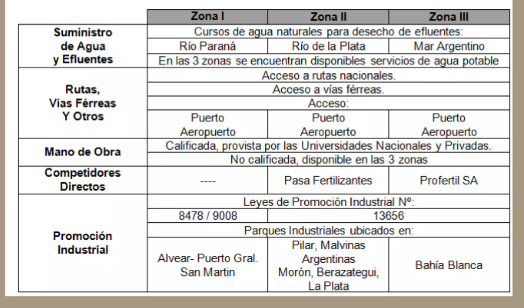 Zona I Zona II Zona III
Suministro
de Agua
y Efluentes
Cursos de agua naturales para desecho de efluentes:
Río Paraná Río de la Plata Mar Argentino
En las 3 zonas se encuentran disponibles servicios de agua potable
Rutas,
Vías Férreas
Y Otros
Acceso a rutas nacionales.
Acceso a vías férreas.
Acceso:
Puerto Puerto Puerto
Aeropuerto Aeropuerto Aeropuerto
Mano de Obra
Calificada, provista por las Universidades Nacionales y Privadas.
No calificada, disponible en las 3 zonas
Competidores
Directos
---- Pasa Fertilizantes Profertil SA
Promoción
Industrial
Leyes de Promoción Industrial Nº:
8478 / 9008 13656
Parques Industriales ubicados en:
Alvear- Puerto Gral.
San Martin
Pilar, Malvinas
Argentinas
Morón, Berazategui,
La Plata
Bahía Blanca